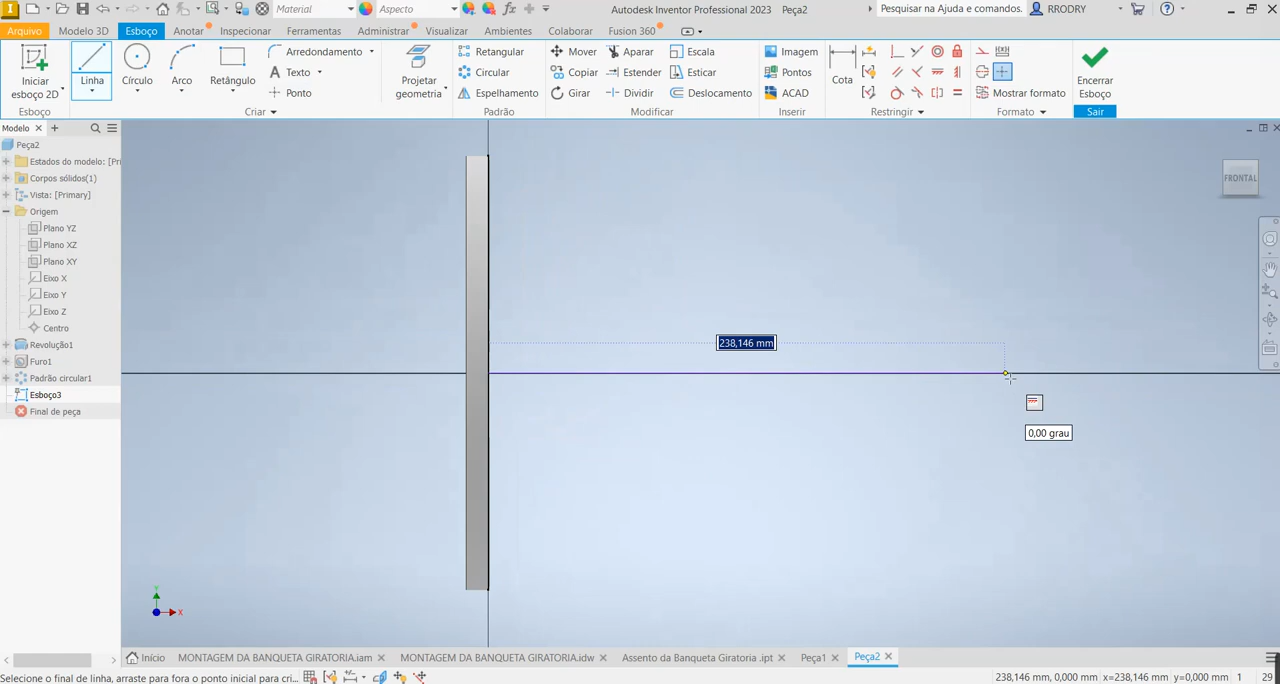 Material
Aspecto
Autodesk Inventor Professional 2023 Peça2
Pesquisar na Ajuda e comandos.
RRODRY
Arquivo
Modelo 3D
Esboço
Anotar
Inspecionar
Ferramentas
Administrar
Visualizar
Ambientes
Colaborar
Fusion 360
Iniciar
esboço 2D
Linha
Círculo
Arco
Retângulo
Arredondamento
Texto
Ponto
Projetar
geometria
Retangular
Circular
Espelhamento
Mover
Copiar
Girar
Aparar
Estender
Dividir
Escala
Esticar
Deslocamento
Imagem
Pontos
ACAD
Cota
Mostrar formato
Encerrar
Esboço
Esboço
Criar
Padrão
Modificar
Inserir
Restringir
Formato
Sair
Modelo
Peça2
Estados do modelo: [Pri
Corpos sólidos(1)
Vista: [Primary]
Origem
Plano YZ
Plano XZ
Plano XY
Eixo X
Eixo Y
Eixo Z
Centro
Revolução1
Furo1
Padrão circular1
Esboço3
Final de peça
FRONTAL
238,146 mm
0,00 grau
Y
X
Início
MONTAGEM DA BANQUETA GIRATORIA.iam
MONTAGEM DA BANQUETA GIRATORIA.idw
Assento da Banqueta Giratoria .ipt
Peça1
Peça2
Selecione o final de linha, arraste para fora o ponto inicial para cri...
238,146 mm, 0,000 mm x=238,146 mm y=0,000 mm 1 29